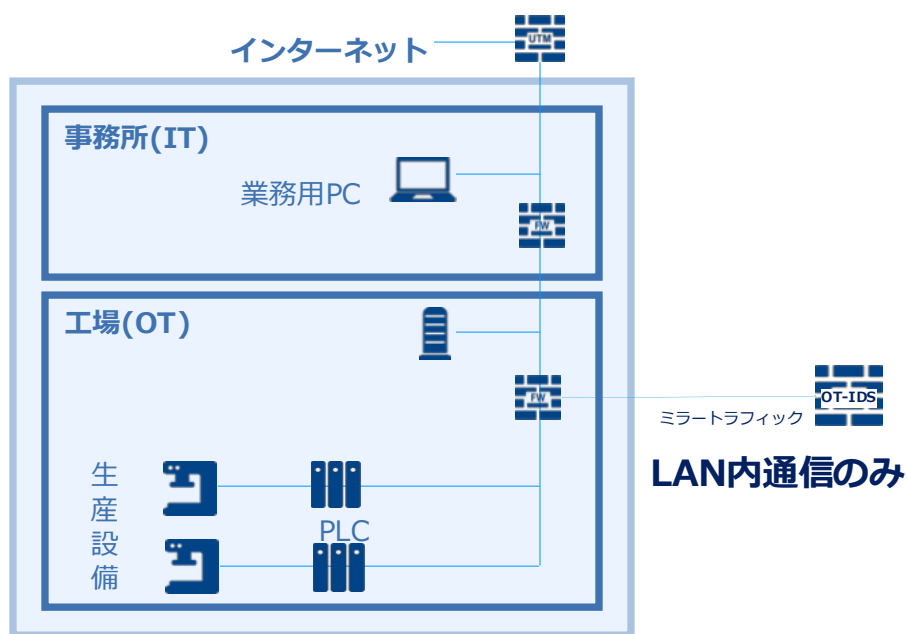 インターネット
UTM
事務所(IT)
業務用PC
FW
工場(OT)
FW
OT-IDS
ミラートラフィック
LAN内通信のみ
生産設備
PLC